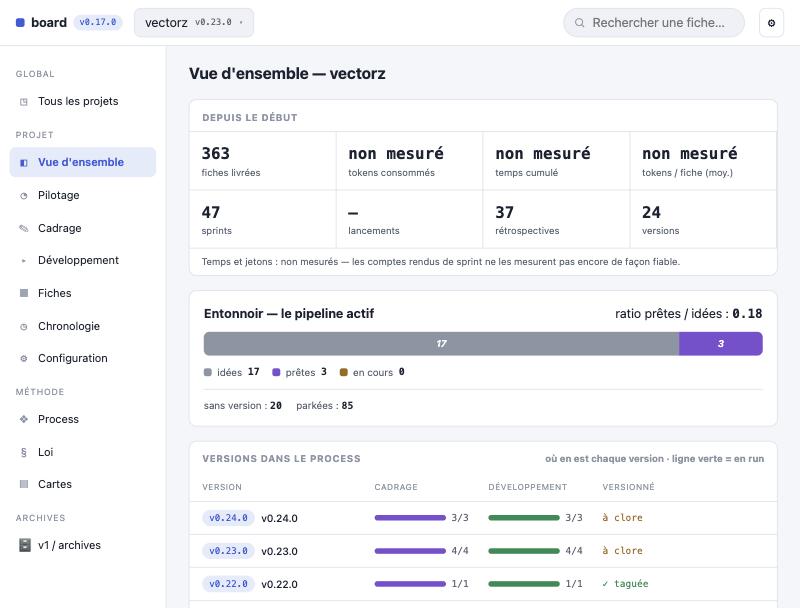 board v0.17.0 vectorz v0.23.0 Rechercher une fiche…
GLOBAL
Tous les projets
PROJET
Vue d'ensemble
Pilotage
Cadrage
Développement
Fiches
Chronologie
Configuration
MÉTHODE
Process
§ Loi
Cartes
ARCHIVES
v1 / archives
Vue d'ensemble — vectorz
DEPUIS LE DÉBUT
363 non mesuré non mesuré non mesuré
fiches livrées tokens consommés temps cumulé tokens / fiche (moy.)
47 — 37 24
sprints lancements rétrospectives versions
Temps et jetons : non mesurés — les comptes rendus de sprint ne les mesurent pas encore de façon fiable.
Entonnoir — le pipeline actif ratio prêtes / idées : 0.18
17 3
idées 17 prêtes 3 en cours 0
sans version : 20 parkées : 85
VERSIONS DANS LE PROCESS où en est chaque version · ligne verte = en run
VERSION CADRAGE DÉVELOPPEMENT VERSIONNÉ
v0.24.0 v0.24.0 3/3 3/3 à clore
v0.23.0 v0.23.0 4/4 4/4 à clore
v0.22.0 v0.22.0 1/1 1/1 ✓ taguée